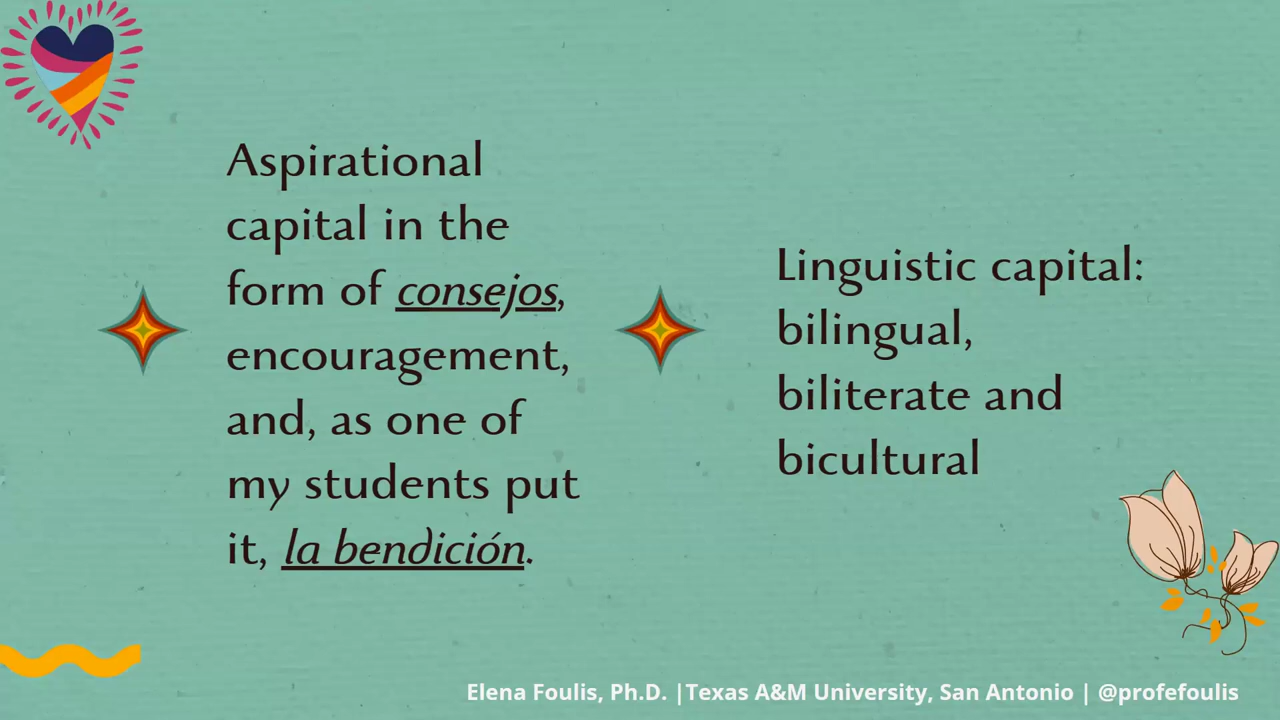 Aspirational
capital in the
form of consejos,
encouragement,
and, as one of
my students put
it, la bendición.
Linguistic capital:
bilingual,
biliterate and
bicultural
Elena Foulis, Ph.D. |Texas A&M University, San Antonio | @profefoulis